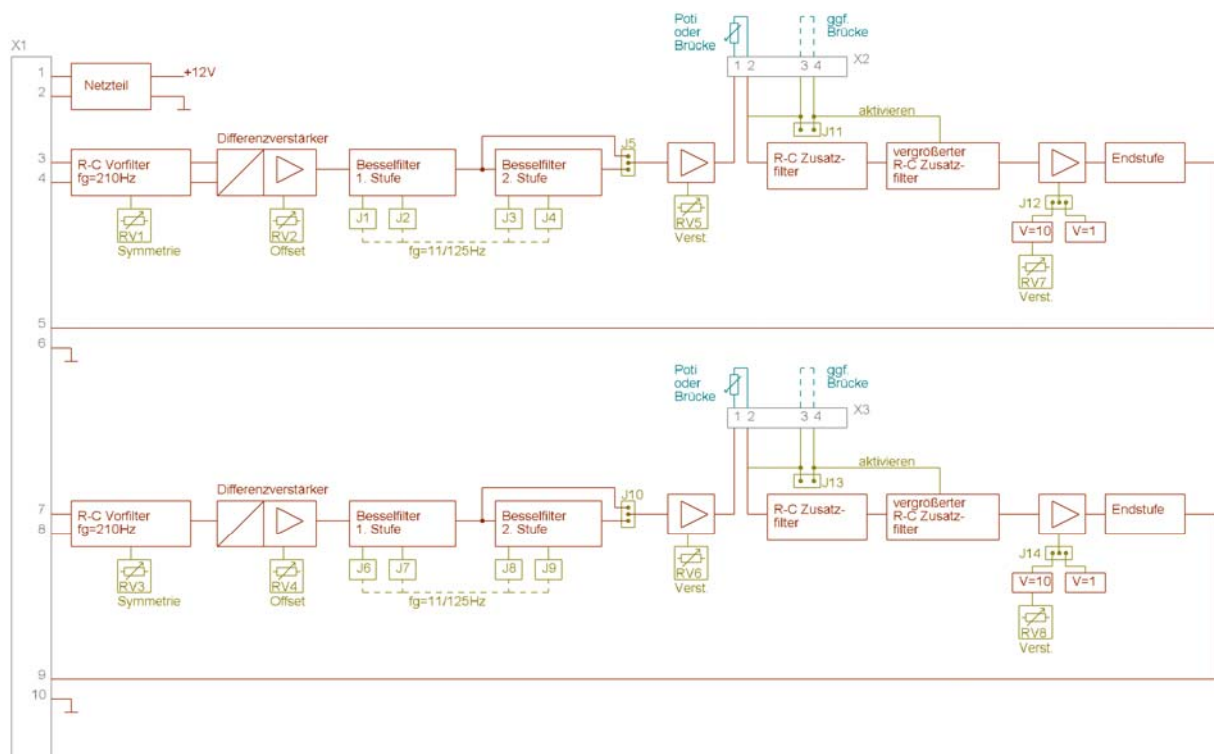 X1
1
2
Netzteil
+12V
3
4
R-C Vorfilter
fg=210Hz
RV1
Symmetrie
Differenzverstärker
RV2
Offset
Besselfilter
1. Stufe
J1
J2
Besselfilter
2. Stufe
J3
J4
fg=11/125Hz
J5
RV5
Verst.
Poti
oder
Brücke
ggf.
Brücke
1 2 3 4
X2
J11
aktivieren
R-C Zusatz-
filter
vergrößerter
R-C Zusatz-
filter
J12
V=10
V=1
RV7
Verst.
Endstufe
5
6
7
8
R-C Vorfilter
fg=210Hz
RV3
Symmetrie
Differenzverstärker
RV4
Offset
Besselfilter
1. Stufe
J6
J7
Besselfilter
2. Stufe
J8
J9
fg=11/125Hz
J10
RV6
Verst.
Poti
oder
Brücke
ggf.
Brücke
1 2 3 4
X3
J13
aktivieren
R-C Zusatz-
filter
vergrößerter
R-C Zusatz-
filter
J14
V=10
V=1
RV8
Verst.
Endstufe
9
10